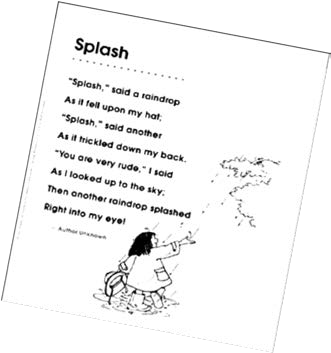 Splash
"Splash," said a raindrop
As it fell upon my hat;
"Splash," said another
As it trickled down my back.
"You are very rude," I said
As I looked up to the sky;
Then another raindrop splashed
Right into my eye!
- Author Unknown